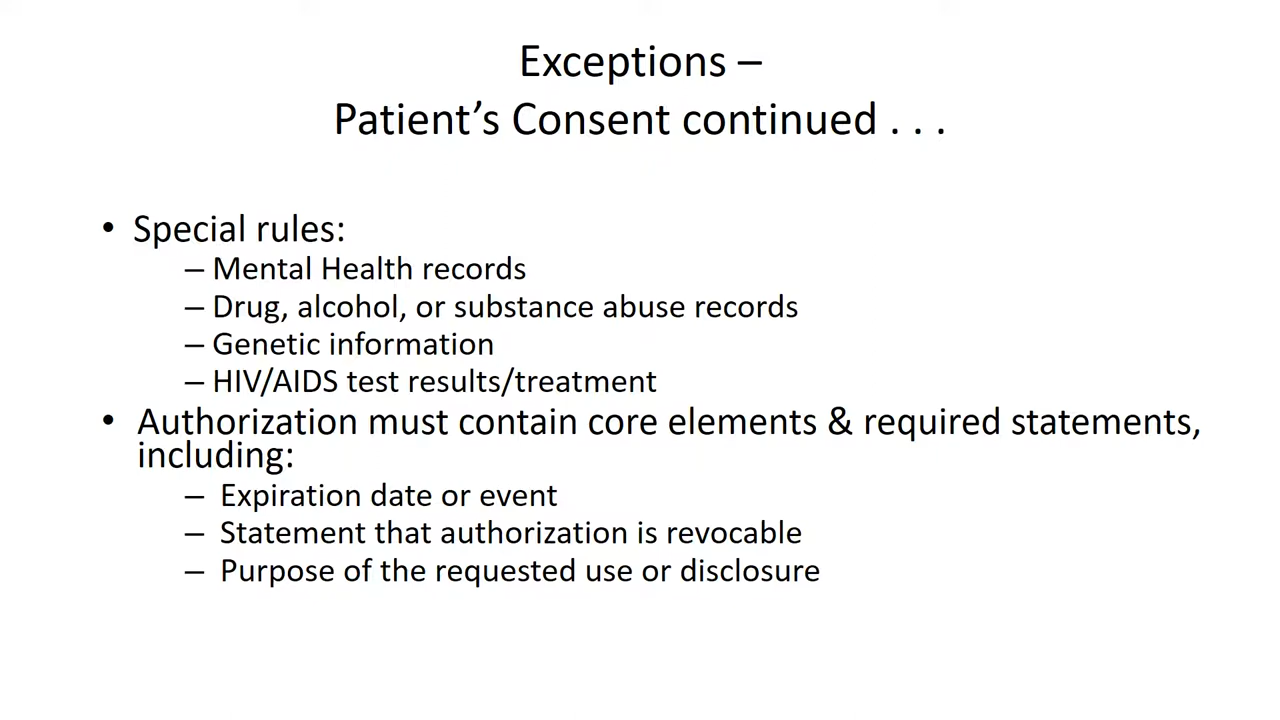 Exceptions –
Patient’s Consent continued . . .
• Special rules:
– Mental Health records
– Drug, alcohol, or substance abuse records
– Genetic information
– HIV/AIDS test results/treatment
• Authorization must contain core elements & required statements,
including:
– Expiration date or event
– Statement that authorization is revocable
– Purpose of the requested use or disclosure